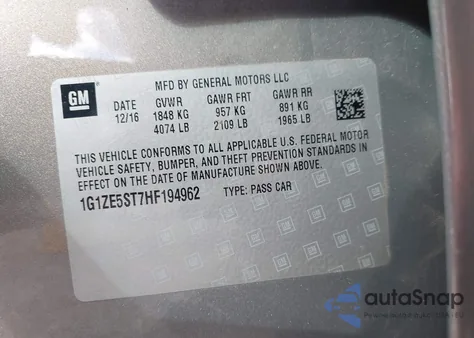 GM
MFD BY GENERAL MOTORS LLC
DATE GVWR GAWR FRT GAWR RR
12/16 1848 KG 957 KG 891 KG
4074 LB 2109 LB 1965 LB
THIS VEHICLE CONFORMS TO ALL APPLICABLE U.S. FEDERAL MOTOR
VEHICLE SAFETY, BUMPER, AND THEFT PREVENTION STANDARDS IN
EFFECT ON THE DATE OF MANUFACTURE SHOWN ABOVE.
1G1ZE5ST7HF194962 TYPE: PASS CAR
autaSnap